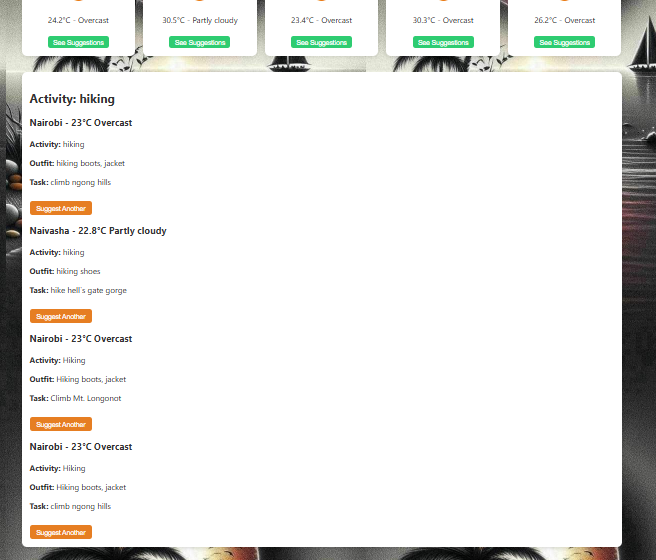 24.2°C - Overcast
30.5°C - Partly cloudy
23.4°C - Overcast
30.3°C - Overcast
26.2°C - Overcast
See Suggestions
See Suggestions
See Suggestions
See Suggestions
See Suggestions
Activity: hiking
Nairobi - 23°C Overcast
Activity: hiking
Outfit: hiking boots, jacket
Task: climb ngong hills
Suggest Another
Naivasha - 22.8°C Partly cloudy
Activity: hiking
Outfit: hiking shoes
Task: hike hell's gate gorge
Suggest Another
Nairobi - 23°C Overcast
Activity: Hiking
Outfit: Hiking boots, jacket
Task: Climb Mt. Longonot
Suggest Another
Nairobi - 23°C Overcast
Activity: Hiking
Outfit: Hiking boots, jacket
Task: climb ngong hills
Suggest Another